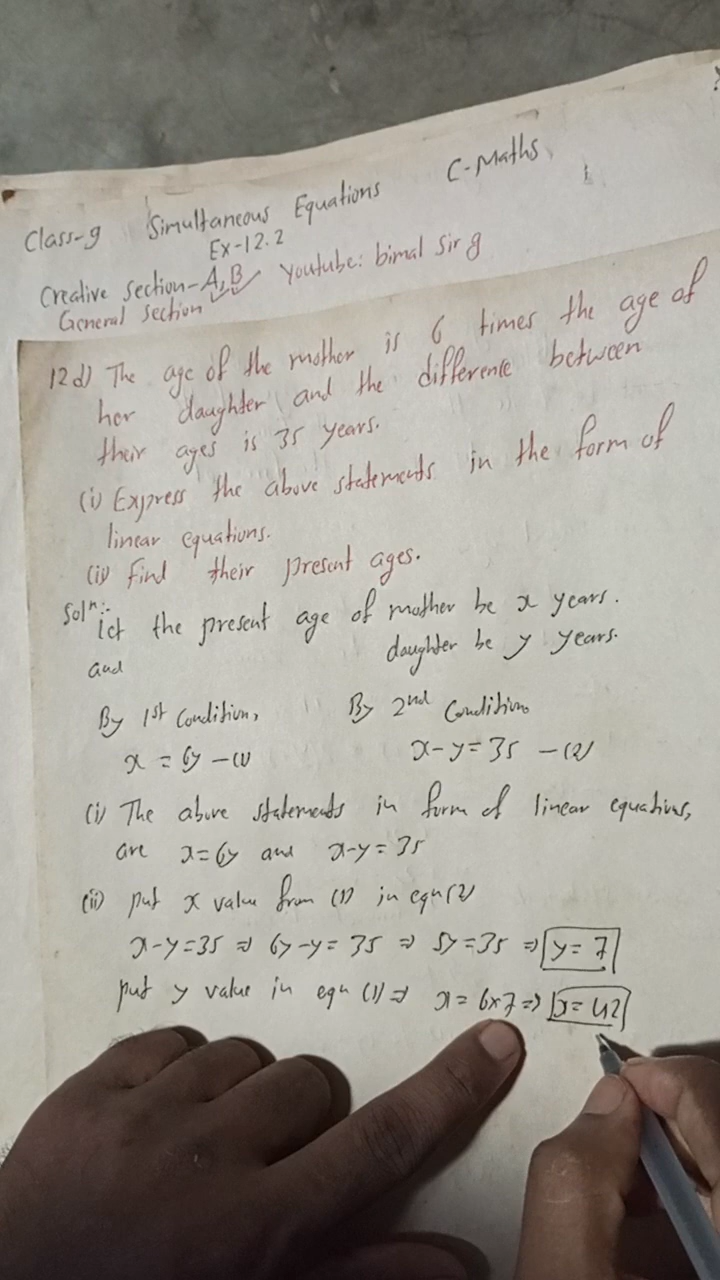 Class-9 Simultaneous Equations C-Maths
Ex-12.2
Creative Section-A,B Youtube: bimal Sir g
General Section
12 d) The age of the mother is 6 times the age of
her daughter and the difference between
their ages is 35 years.
(i) Express the above statements in the form of
linear equations.
(ii) Find their present ages.
Solⁿ:-
let the present age of mother be x years.
and daughter be y years.
By 1st Condition, By 2nd Condition,
x = 6y -(1) x-y=35 -(2)
(i) The above statements in form of linear equations,
are x=6y and x-y=35
(ii) put x value from (1) in eqn(2)
x-y=35 ⇒ 6y-y=35 ⇒ 5y=35 ⇒ y=7
put y value in eqn (1) ⇒ x=6x7 ⇒ x=42